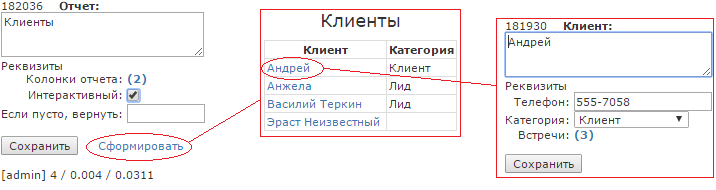 182036 Отчет:
Клиенты
Реквизиты
Колонки отчета: (2)
Интерактивный:
Если пусто, вернуть:
Сохранить Сформировать
[admin] 4 / 0.004 / 0.0311
Клиенты
Клиент Категория
Андрей Клиент
Анжела Лид
Василий Теркин Лид
Эраст Неизвестный
181930 Клиент:
Андрей
Реквизиты
Телефон: 555-7058
Категория: Клиент
Встречи: (3)
Сохранить